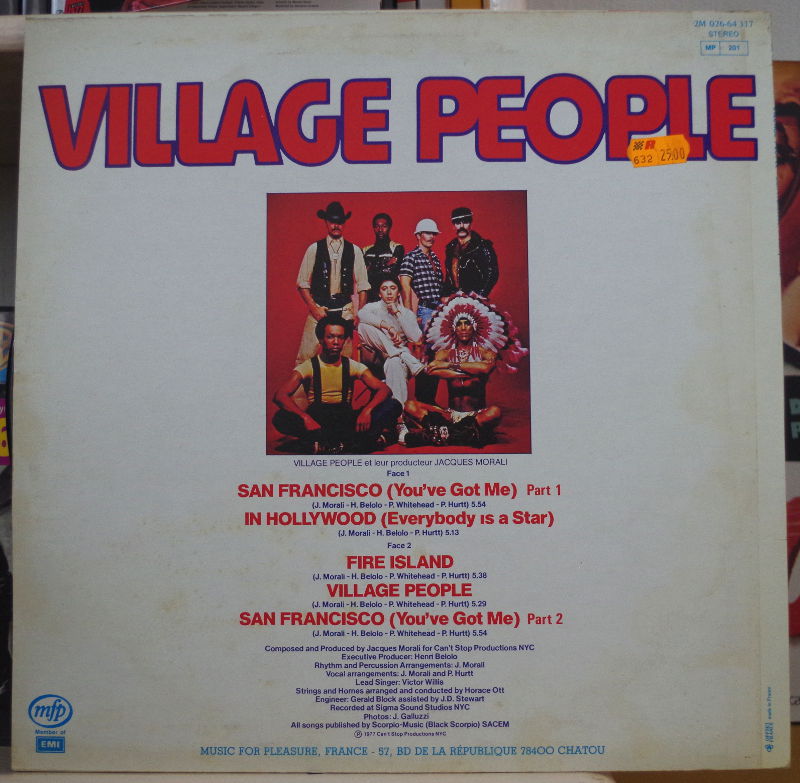 2M 026-64 317
STEREO
MP 201
VILLAGE PEOPLE
R
632 25.00
VILLAGE PEOPLE et leur producteur JACQUES MORALI
Face 1
SAN FRANCISCO (You've Got Me) Part 1
(J. Morali - H. Belolo - P. Whitehead - P. Hurtt) 5.54
IN HOLLYWOOD (Everybody is a Star)
(J. Morali - H. Belolo - P. Hurtt) 5.13
Face 2
FIRE ISLAND
(J. Morali - H. Belolo - P. Whitehead - P. Hurtt) 5.38
VILLAGE PEOPLE
(J. Morali - H. Belolo - P. Whitehead - P. Hurtt) 5.29
SAN FRANCISCO (You've Got Me) Part 2
(J. Morali - H. Belolo - P. Whitehead - P. Hurtt) 5.54
Composed and Produced by Jacques Morali for Can't Stop Productions NYC
Executive Producer: Henri Belolo
Rhythm and Percussion Arrangements: J. Morali
Vocal arrangements: J. Morali and P. Hurtt
Lead Singer: Victor Willis
Strings and Hornes arranged and conducted by Horace Ott
Engineer: Gerald Block assisted by J.D. Stewart
Recorded at Sigma Sound Studios NYC
Photos: J. Galluzzi
All songs published by Scorpio-Music (Black Scorpio) SACEM
℗ 1977 Can't Stop Productions NYC
mfp
Member of
EMI
MUSIC FOR PLEASURE, FRANCE - 57, BD DE LA RÉPUBLIQUE 78400 CHATOU
made in France